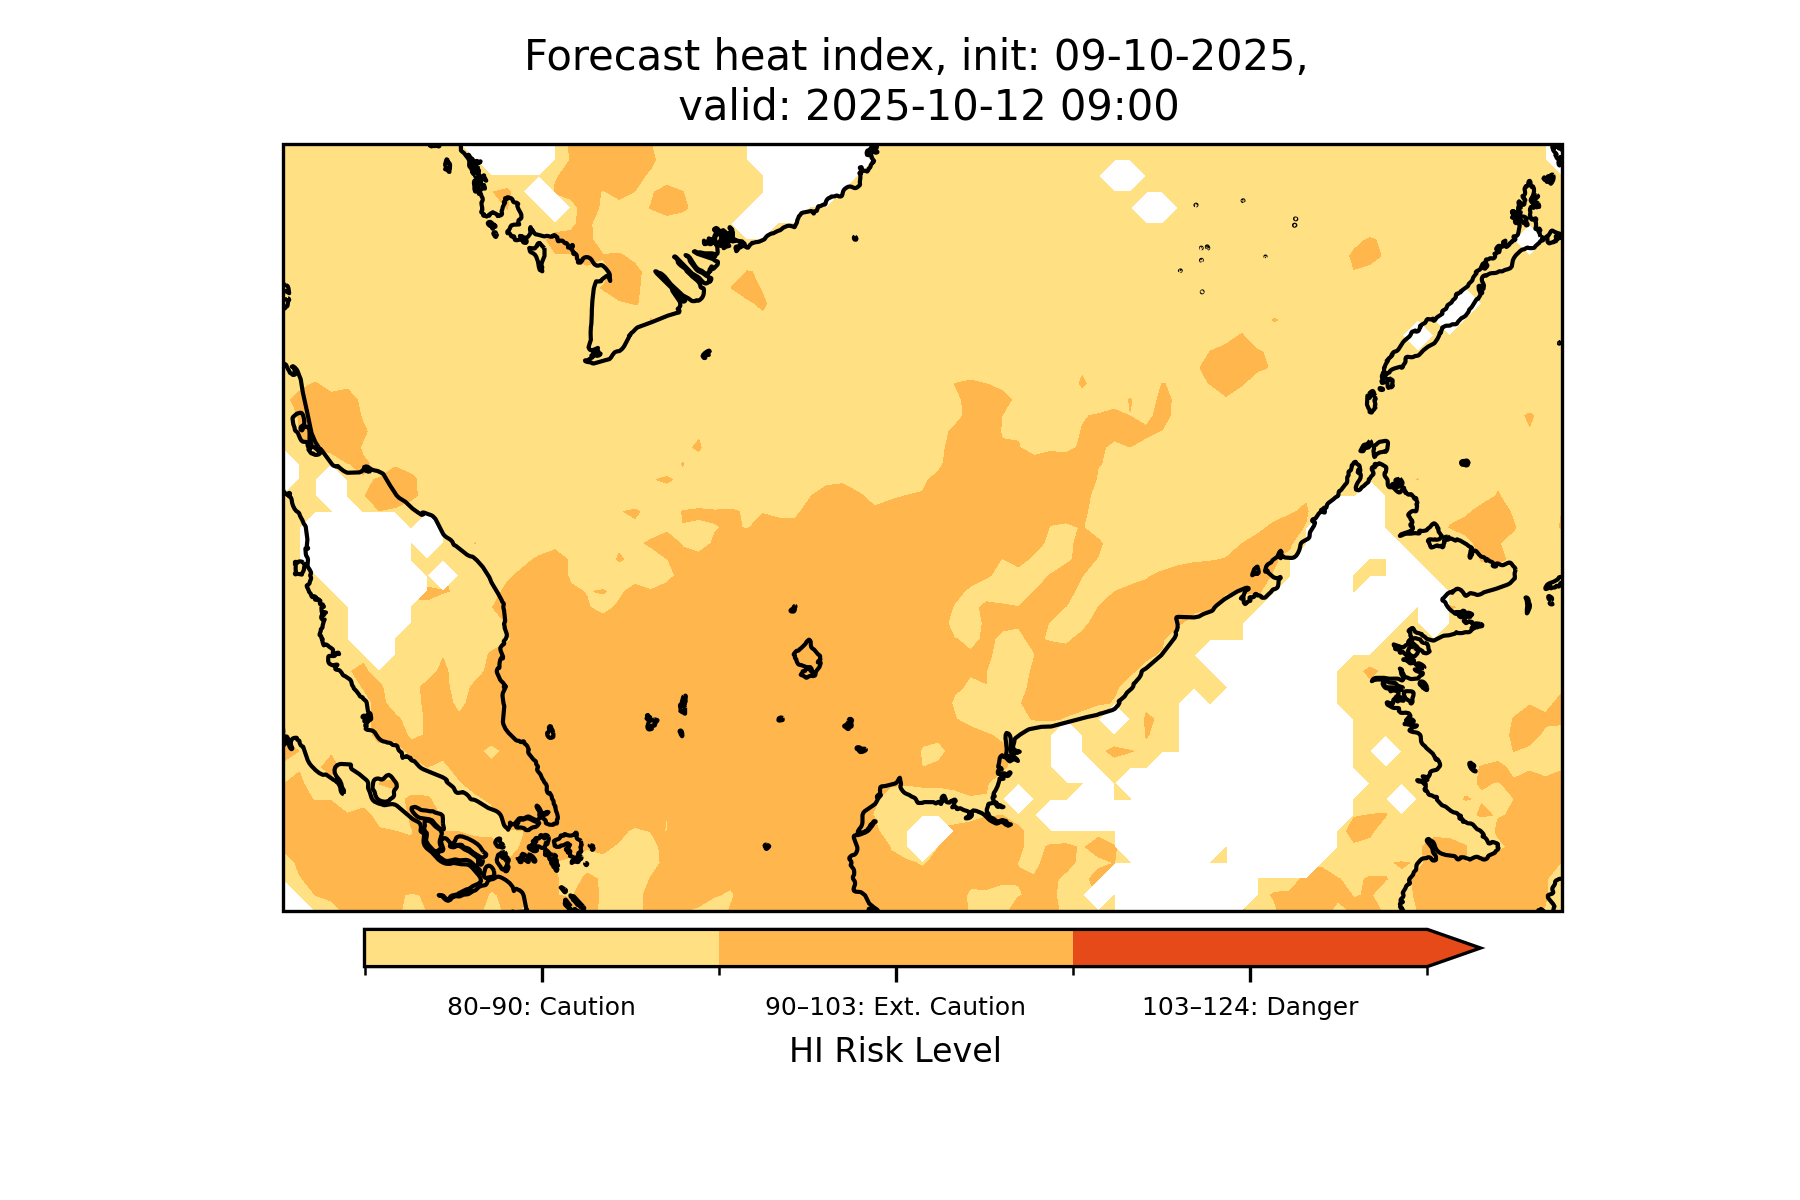 Forecast heat index, init: 09-10-2025,
valid: 2025-10-12 09:00
80–90: Caution
90–103: Ext. Caution
103–124: Danger
HI Risk Level